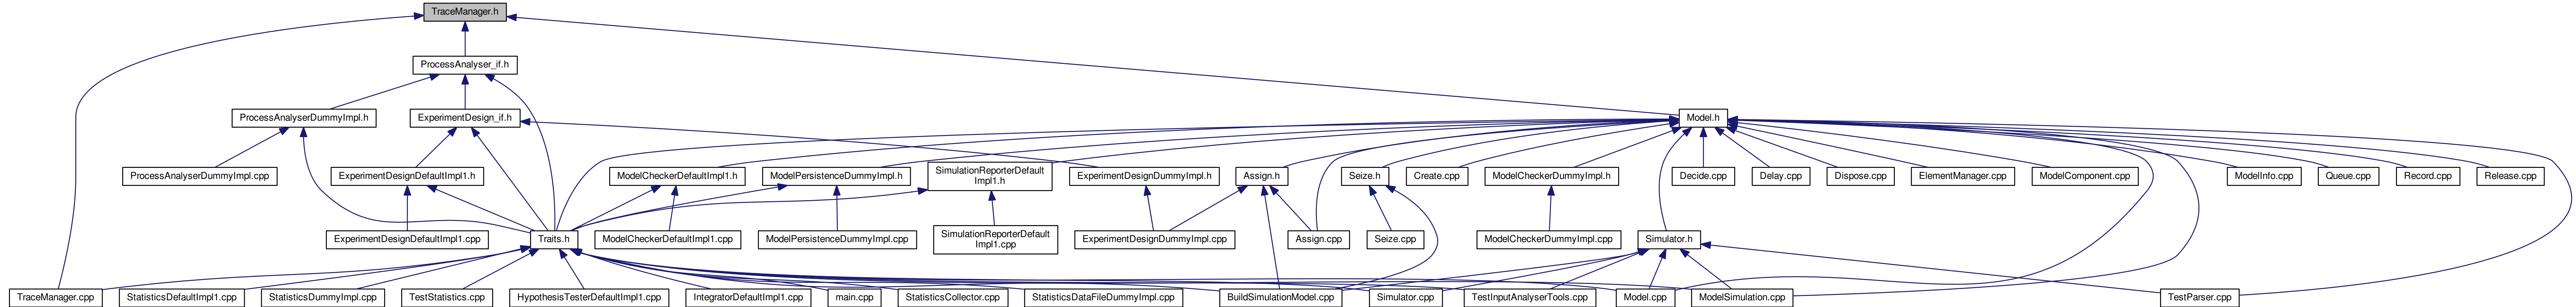 TraceManager.h
ProcessAnalyser_if.h
ProcessAnalyserDummyImpl.h
ExperimentDesign_if.h
Model.h
ProcessAnalyserDummyImpl.cpp
ExperimentDesignDefaultImpl1.h
ModelCheckerDefaultImpl1.h
ModelPersistenceDummyImpl.h
SimulationReporterDefault
Impl1.h
ExperimentDesignDummyImpl.h
Assign.h
Seize.h
Create.cpp
ModelCheckerDummyImpl.h
Decide.cpp
Delay.cpp
Dispose.cpp
ElementManager.cpp
ModelComponent.cpp
ModelInfo.cpp
Queue.cpp
Record.cpp
Release.cpp
ExperimentDesignDefaultImpl1.cpp
Traits.h
ModelCheckerDefaultImpl1.cpp
ModelPersistenceDummyImpl.cpp
SimulationReporterDefault
Impl1.cpp
ExperimentDesignDummyImpl.cpp
Assign.cpp
Seize.cpp
ModelCheckerDummyImpl.cpp
Simulator.h
TraceManager.cpp
StatisticsDefaultImpl1.cpp
StatisticsDummyImpl.cpp
TestStatistics.cpp
HypothesisTesterDefaultImpl1.cpp
IntegratorDefaultImpl1.cpp
main.cpp
StatisticsCollector.cpp
StatisticsDataFileDummyImpl.cpp
BuildSimulationModel.cpp
Simulator.cpp
TestInputAnalyserTools.cpp
Model.cpp
ModelSimulation.cpp
TestParser.cpp